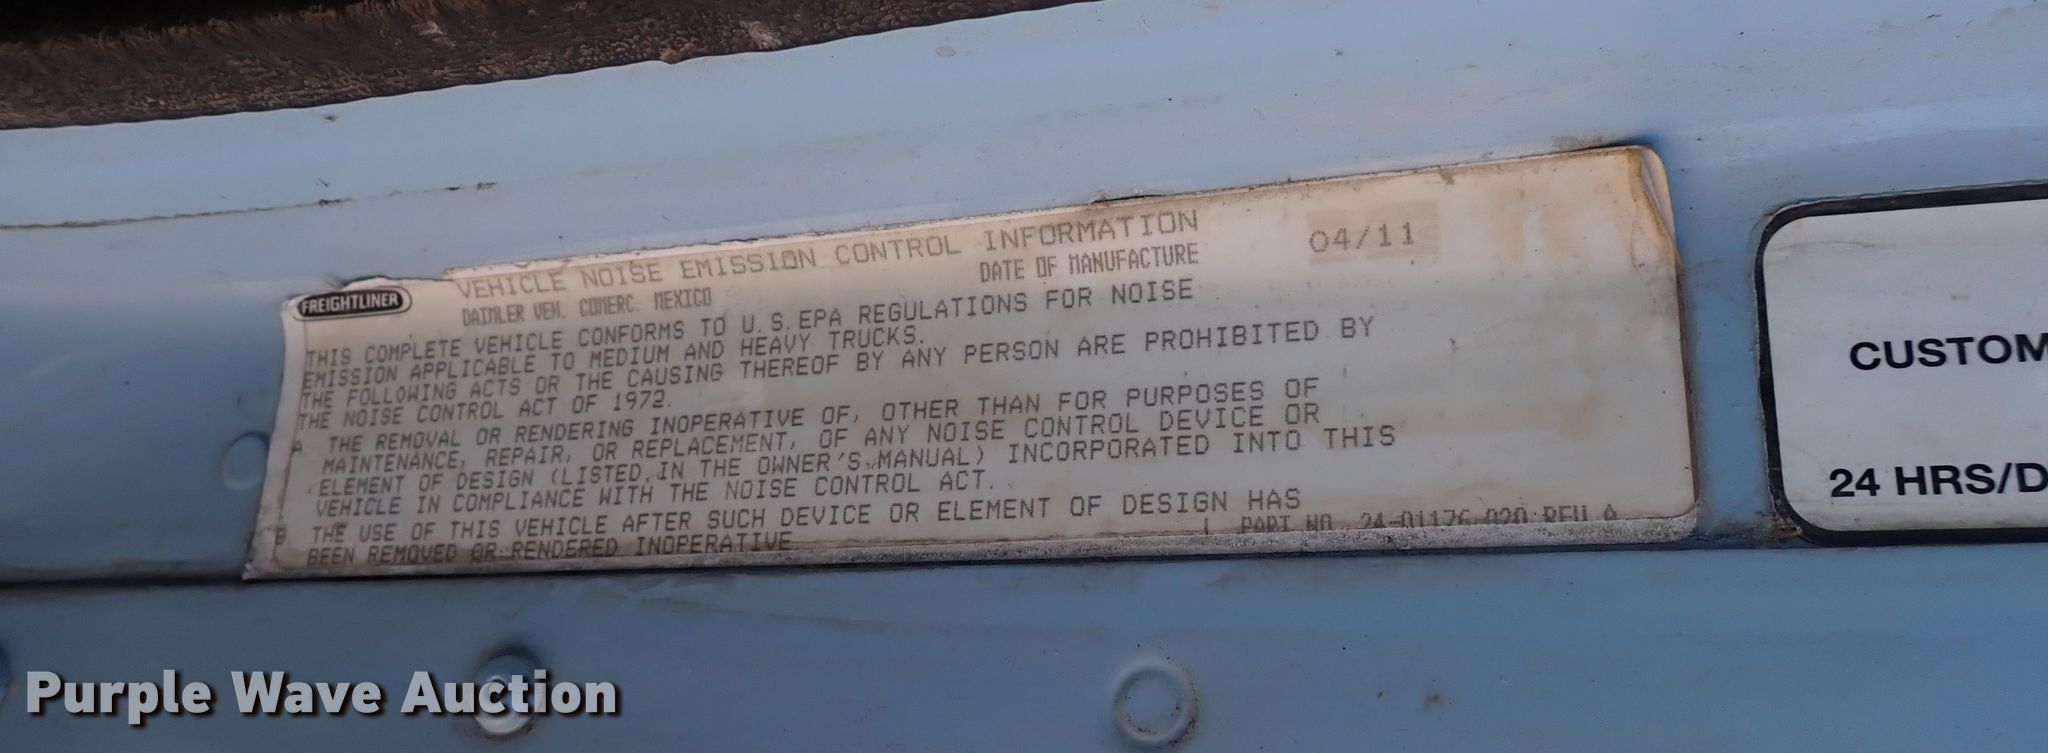 FREIGHTLINER
VEHICLE NOISE EMISSION CONTROL INFORMATION
DAIMLER VEH. COMERC. MEXICO
DATE OF MANUFACTURE
04/11
THIS COMPLETE VEHICLE CONFORMS TO U.S.EPA REGULATIONS FOR NOISE
EMISSION APPLICABLE TO MEDIUM AND HEAVY TRUCKS.
THE FOLLOWING ACTS OR THE CAUSING THEREOF BY ANY PERSON ARE PROHIBITED BY
THE NOISE CONTROL ACT OF 1972.
A. THE REMOVAL OR RENDERING INOPERATIVE OF, OTHER THAN FOR PURPOSES OF
MAINTENANCE, REPAIR, OR REPLACEMENT, OF ANY NOISE CONTROL DEVICE OR
ELEMENT OF DESIGN (LISTED IN THE OWNER'S MANUAL) INCORPORATED INTO THIS
VEHICLE IN COMPLIANCE WITH THE NOISE CONTROL ACT.
B. THE USE OF THIS VEHICLE AFTER SUCH DEVICE OR ELEMENT OF DESIGN HAS
BEEN REMOVED OR RENDERED INOPERATIVE
PART NO. 24-01176-020 REV A
CUSTOM
24 HRS/D
Purple Wave Auction